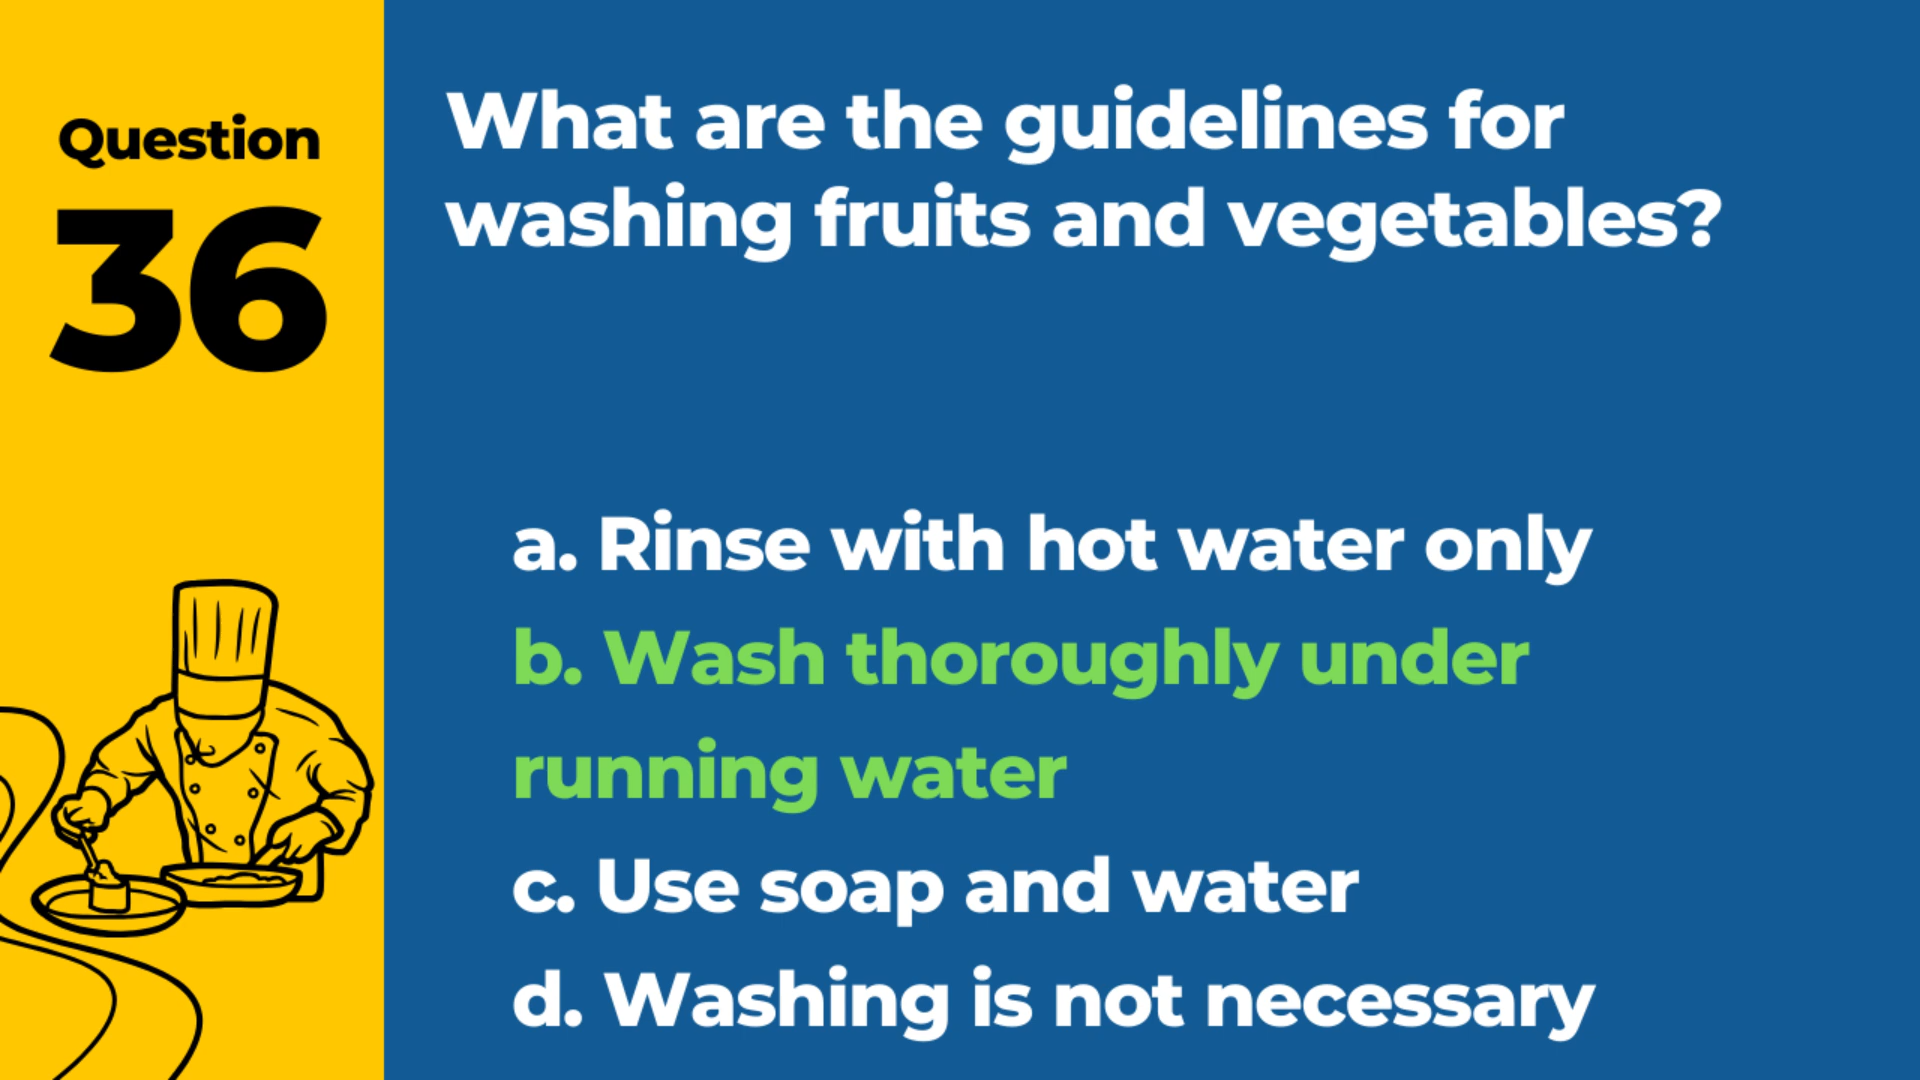 Question
36
What are the guidelines for
washing fruits and vegetables?
a. Rinse with hot water only
b. Wash thoroughly under
running water
c. Use soap and water
d. Washing is not necessary